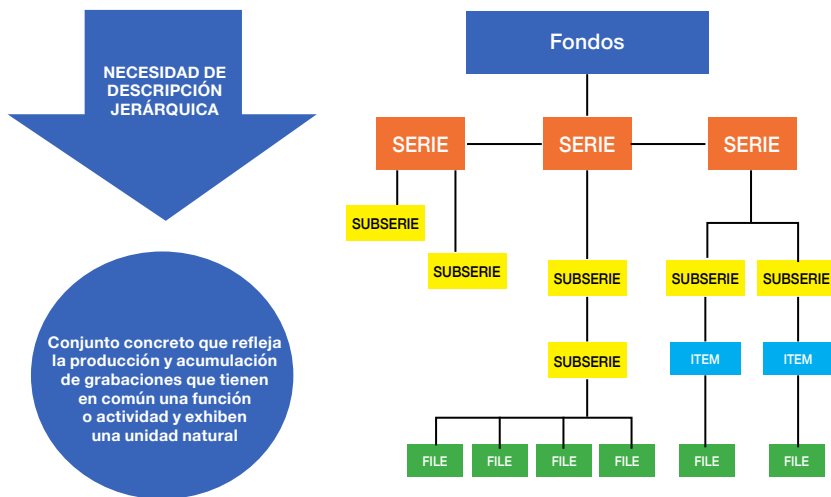 NECESIDAD DE
DESCRIPCIÓN
JERÁRQUICA
Conjunto concreto que refleja
la producción y acumulación
de grabaciones que tienen
en común una función
o actividad y exhiben
una unidad natural
Fondos
SERIE SERIE SERIE
SUBSERIE
SUBSERIE SUBSERIE SUBSERIE SUBSERIE
SUBSERIE ITEM ITEM
FILE FILE FILE FILE FILE FILE